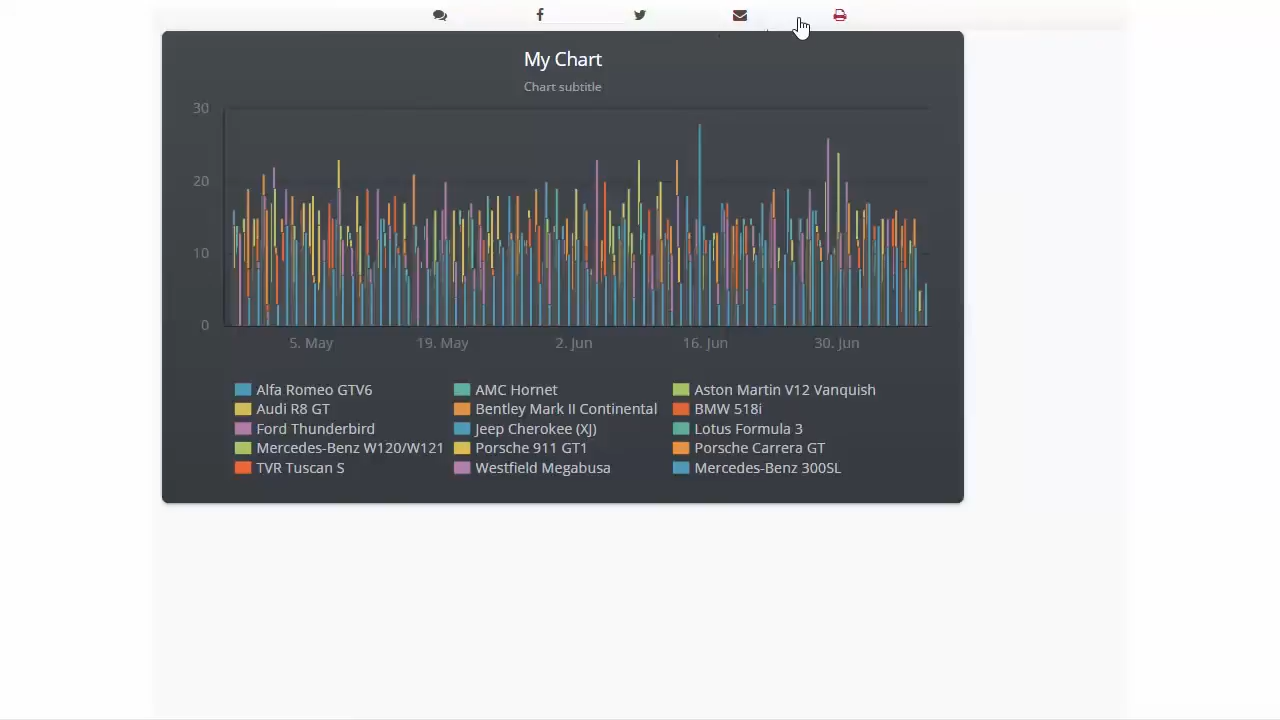 My Chart
Chart subtitle
30
20
10
0
5. May 19. May 2. Jun 16. Jun 30. Jun
Alfa Romeo GTV6 AMC Hornet Aston Martin V12 Vanquish
Audi R8 GT Bentley Mark II Continental BMW 518i
Ford Thunderbird Jeep Cherokee (XJ) Lotus Formula 3
Mercedes-Benz W120/W121 Porsche 911 GT1 Porsche Carrera GT
TVR Tuscan S Westfield Megabusa Mercedes-Benz 300SL